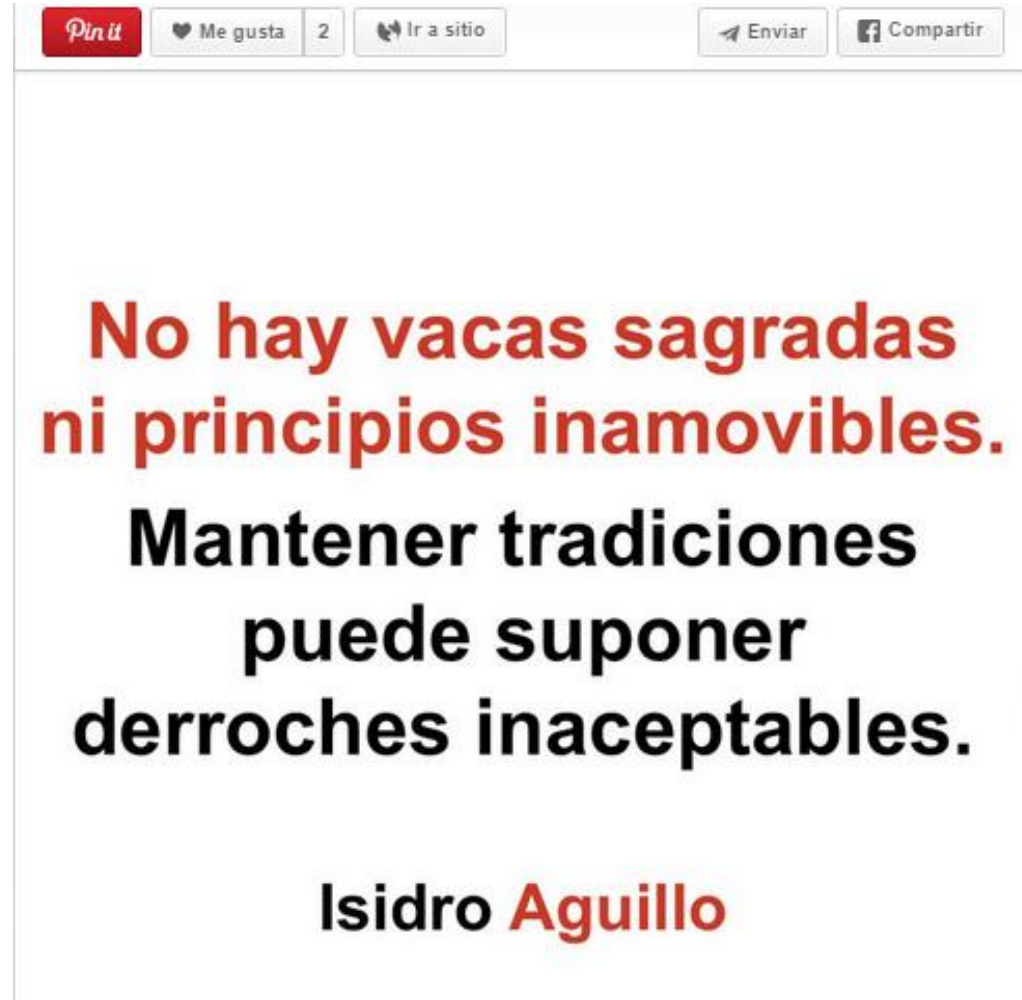 Pin it Me gusta 2 Ir a sitio Enviar Compartir
No hay vacas sagradas
ni principios inamovibles.
Mantener tradiciones
puede suponer
derroches inaceptables.
Isidro Aguillo